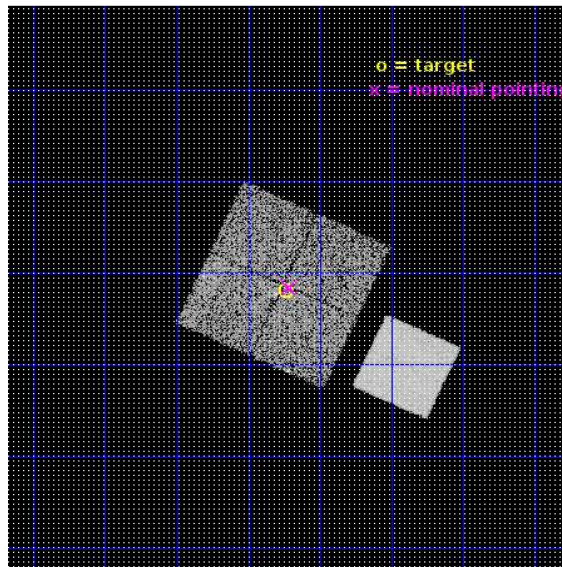 o = target
x = nominal pointing